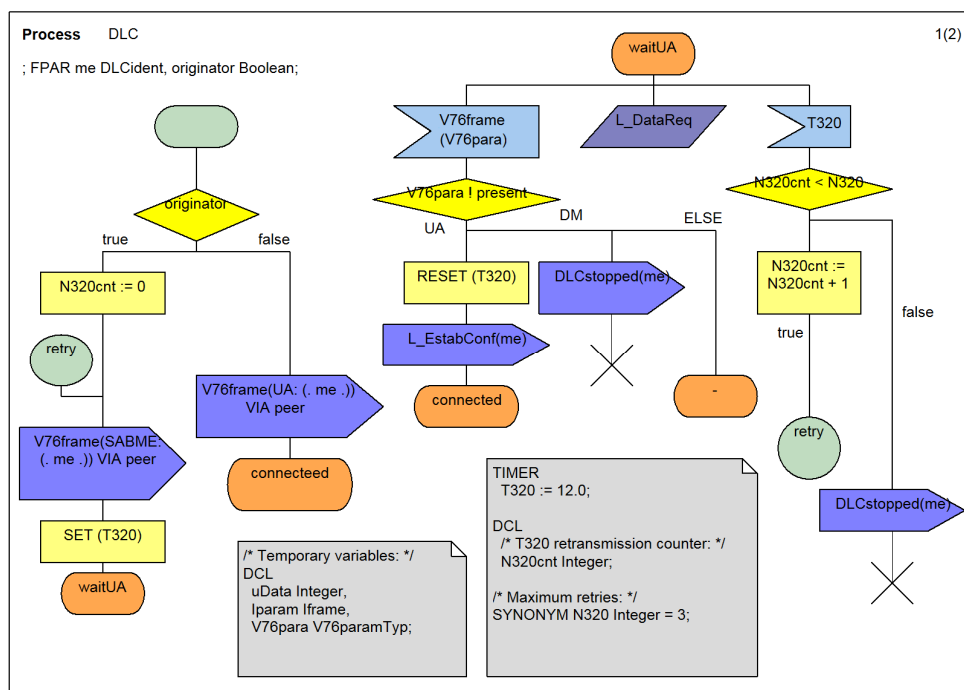 Process DLC
1(2)
; FPAR me DLCident, originator Boolean;
originator
true
false
N320cnt := 0
retry
V76frame(SABME:
(. me .)) VIA peer
SET (T320)
waitUA
V76frame(UA: (. me .))
VIA peer
connecteed
waitUA
V76frame
(V76para)
L_DataReq
T320
V76para ! present
UA
DM
ELSE
RESET (T320)
L_EstabConf(me)
connected
DLCstopped(me)
-
N320cnt < N320
N320cnt :=
N320cnt + 1
true
false
retry
DLCstopped(me)
/* Temporary variables: */
DCL
uData Integer,
Iparam Iframe,
V76para V76paramTyp;
TIMER
T320 := 12.0;
DCL
/* T320 retransmission counter: */
N320cnt Integer;
/* Maximum retries: */
SYNONYM N320 Integer = 3;